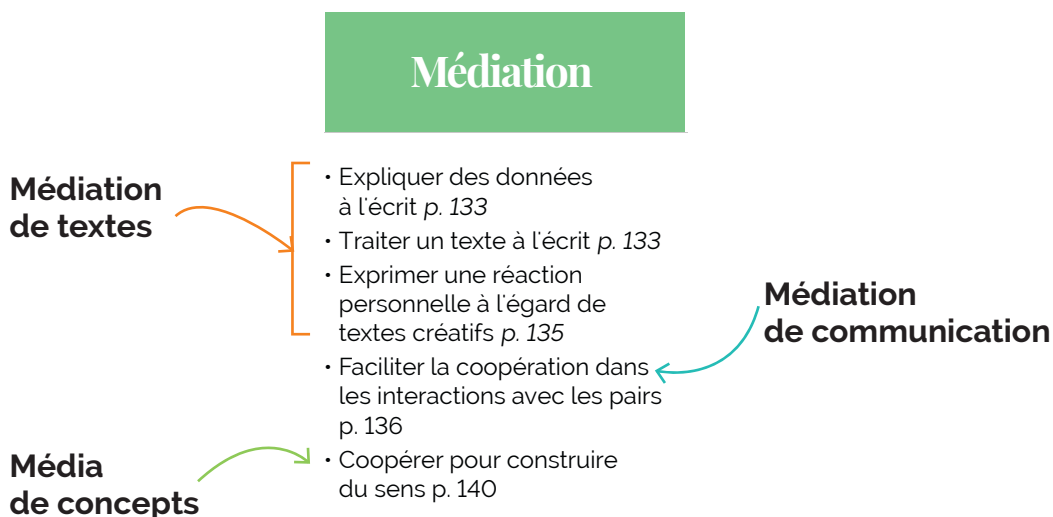 Médiation
Médiation
de textes
• Expliquer des données
à l'écrit p. 133
• Traiter un texte à l'écrit p. 133
• Exprimer une réaction
personnelle à l'égard de
textes créatifs p. 135
Médiation
de communication
• Faciliter la coopération dans
les interactions avec les pairs
p. 136
Média
de concepts
• Coopérer pour construire
du sens p. 140